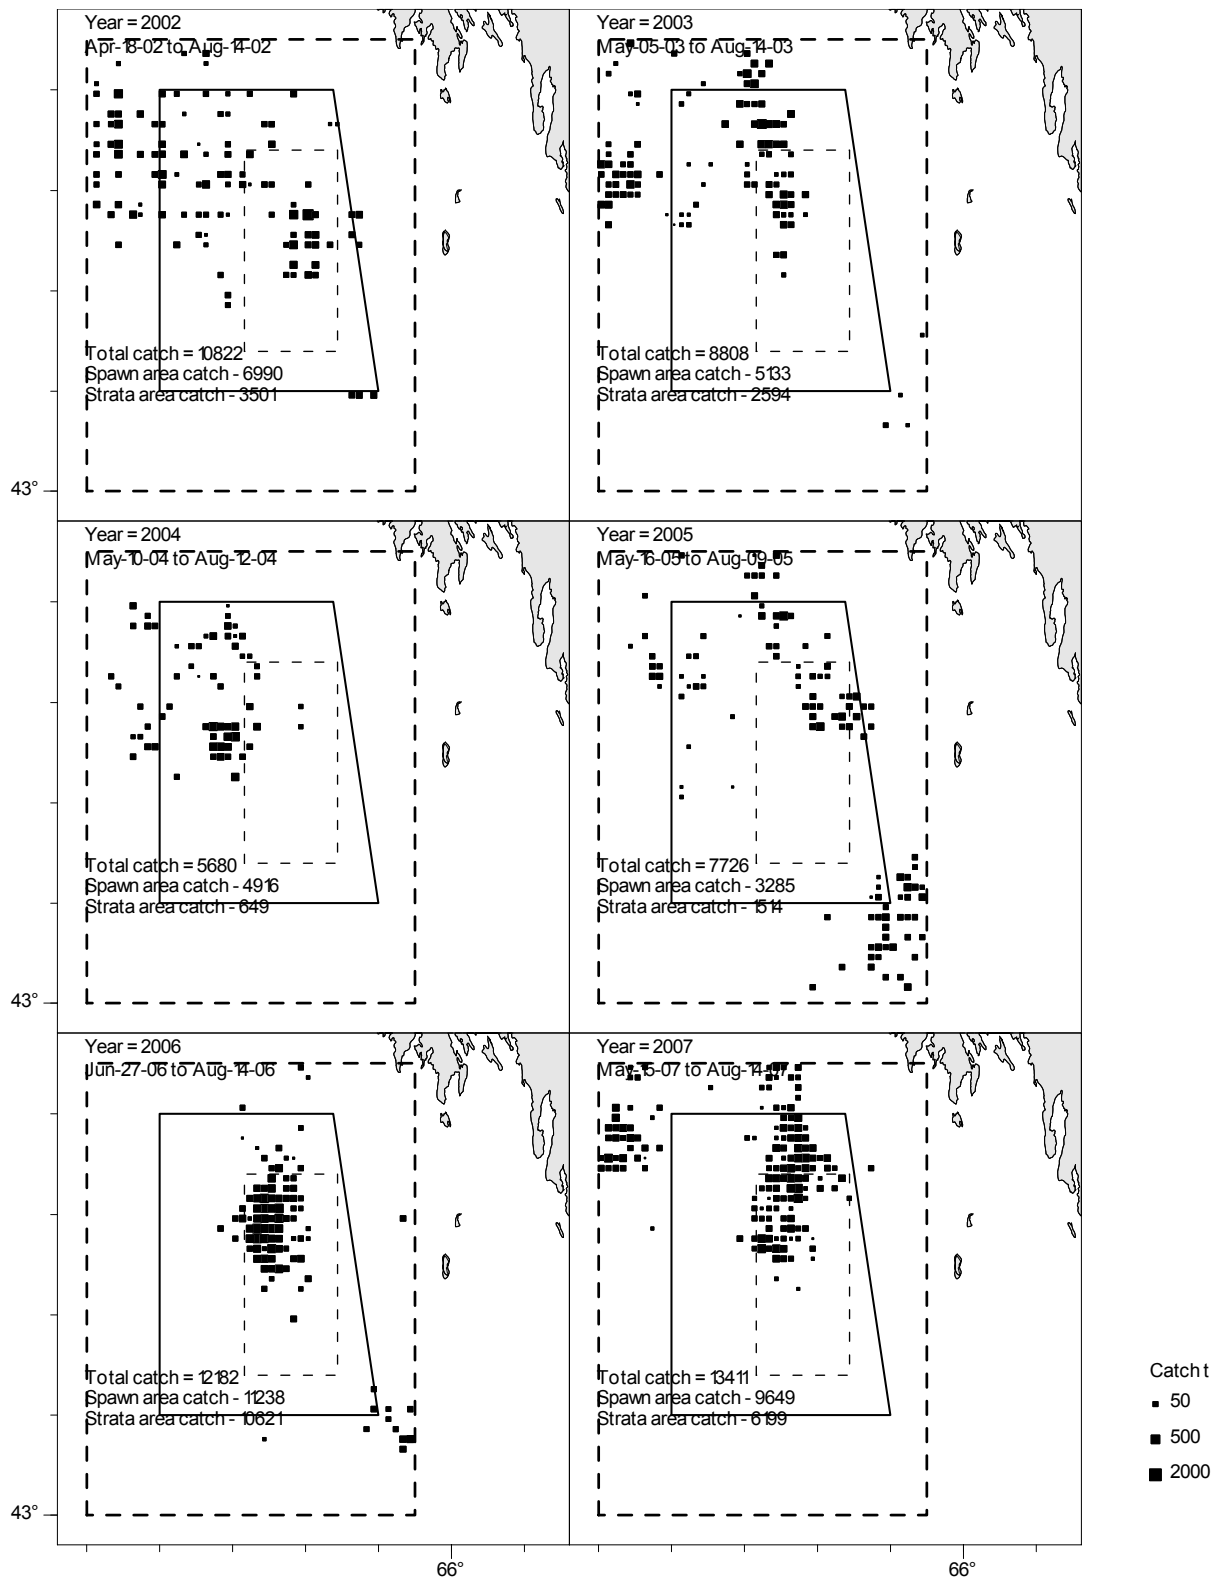 Year = 2002
Apr-18-02 to Aug-14-02
Total catch = 10822
Spawn area catch - 6990
Strata area catch - 3501
43°
Year = 2003
May-05-03 to Aug-14-03
Total catch = 8808
Spawn area catch - 5133
Strata area catch - 2594
Year = 2004
May-10-04 to Aug-12-04
Total catch = 5680
Spawn area catch - 4916
Strata area catch - 649
43°
Year = 2005
May-16-05 to Aug-09-05
Total catch = 7726
Spawn area catch - 3285
Strata area catch - 1514
Year = 2006
Jun-27-06 to Aug-14-06
Total catch = 12182
Spawn area catch - 11238
Strata area catch - 10621
43°
66°
Year = 2007
May-15-07 to Aug-14-07
Total catch = 13411
Spawn area catch - 9649
Strata area catch - 6199
66°
Catch t
50
500
2000